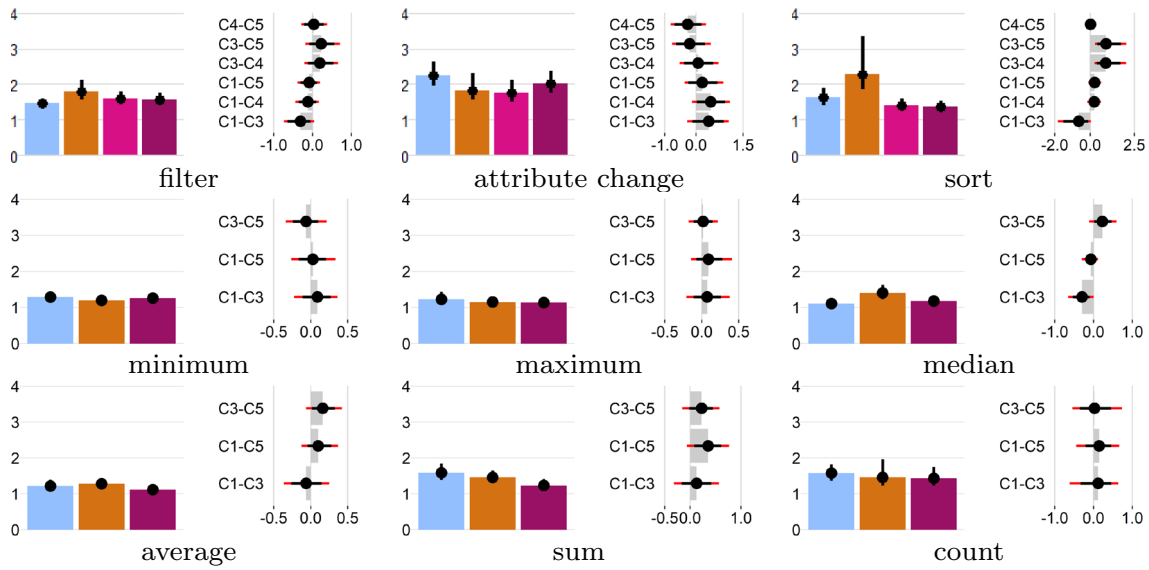 4
3
2
1
0
C4-C5
C3-C5
C3-C4
C1-C5
C1-C4
C1-C3
0.0 1.0
filter
4
3
2
1
0
C4-C5
C3-C5
C3-C4
C1-C5
C1-C4
C1-C3
0.0 1.5
attribute change
4
3
2
1
0
C4-C5
C3-C5
C3-C4
C1-C5
C1-C4
C1-C3
-2.0 0.0 2.5
sort
4
3
2
1
0
C3-C5
C1-C5
C1-C3
-0.5 0.0 0.5
minimum
4
3
2
1
0
C3-C5
C1-C5
C1-C3
-0.5 0.0 0.5
maximum
4
3
2
1
0
C3-C5
C1-C5
C1-C3
-1.0 0.0 1.0
median
4
3
2
1
0
C3-C5
C1-C5
C1-C3
-0.5 0.0 0.5
average
4
3
2
1
0
C3-C5
C1-C5
C1-C3
-0.50.0 1.0
sum
4
3
2
1
0
C3-C5
C1-C5
C1-C3
-1.0 0.0 1.0
count